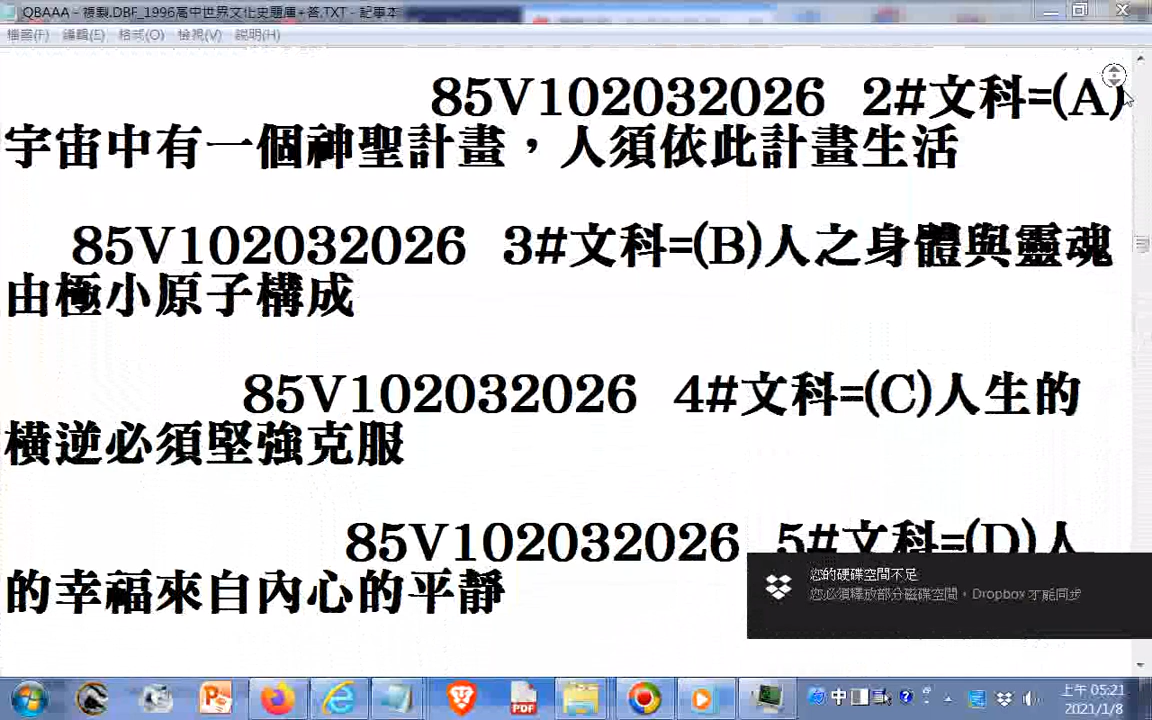 QBAAA - 複製.DBF_1996高中世界文化史題庫+答.TXT - 記事本
檔案(F) 編輯(E) 格式(O) 檢視(V) 說明(H)
85V102032026 2#文科=(A)
宇宙中有一個神聖計畫，人須依此計畫生活
85V102032026 3#文科=(B)人之身體與靈魂
由極小原子構成
85V102032026 4#文科=(C)人生的
橫逆必須堅強克服
85V102032026 5#文科=(D)人
的幸福來自內心的平靜
您的硬碟空間不足
您必須釋放部分磁碟空間，Dropbox 才能同步
PDF
中
上午 05:21
2021/1/8